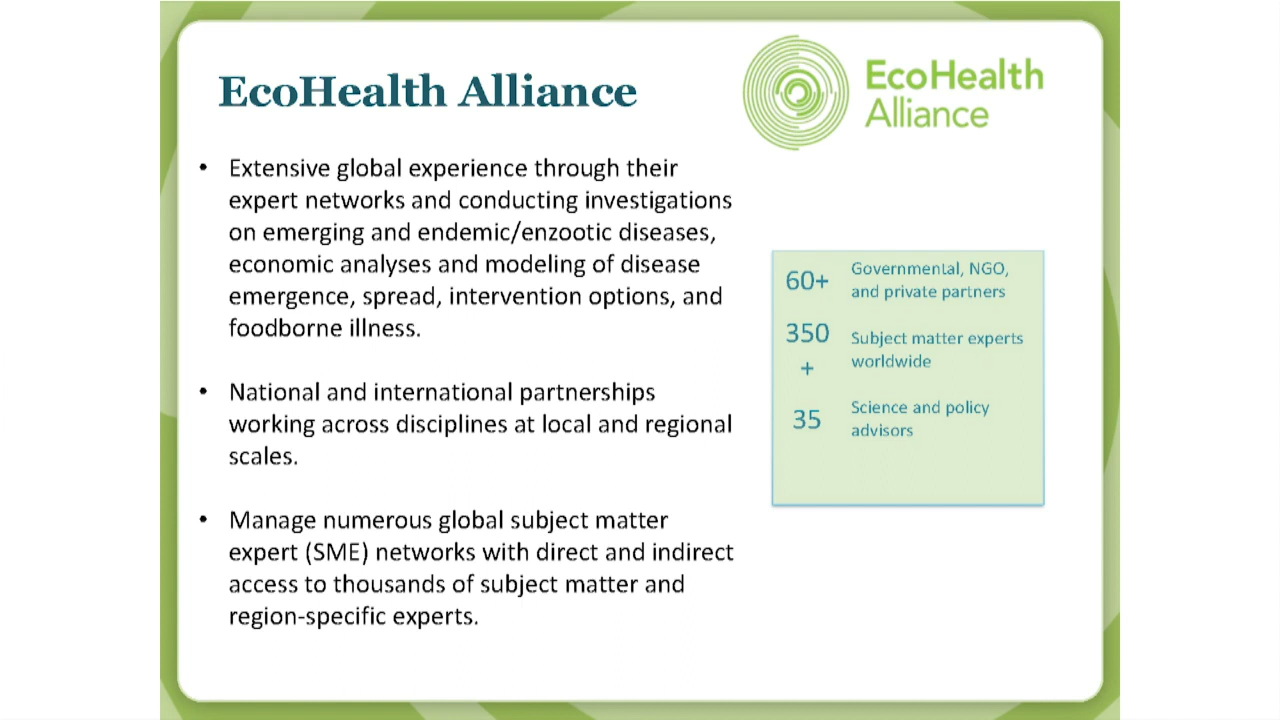 EcoHealth Alliance
EcoHealth
Alliance
• Extensive global experience through their
expert networks and conducting investigations
on emerging and endemic/enzootic diseases,
economic analyses and modeling of disease
emergence, spread, intervention options, and
foodborne illness.
• National and international partnerships
working across disciplines at local and regional
scales.
• Manage numerous global subject matter
expert (SME) networks with direct and indirect
access to thousands of subject matter and
region-specific experts.
60+
Governmental, NGO,
and private partners
350
+
Subject matter experts
worldwide
35
Science and policy
advisors